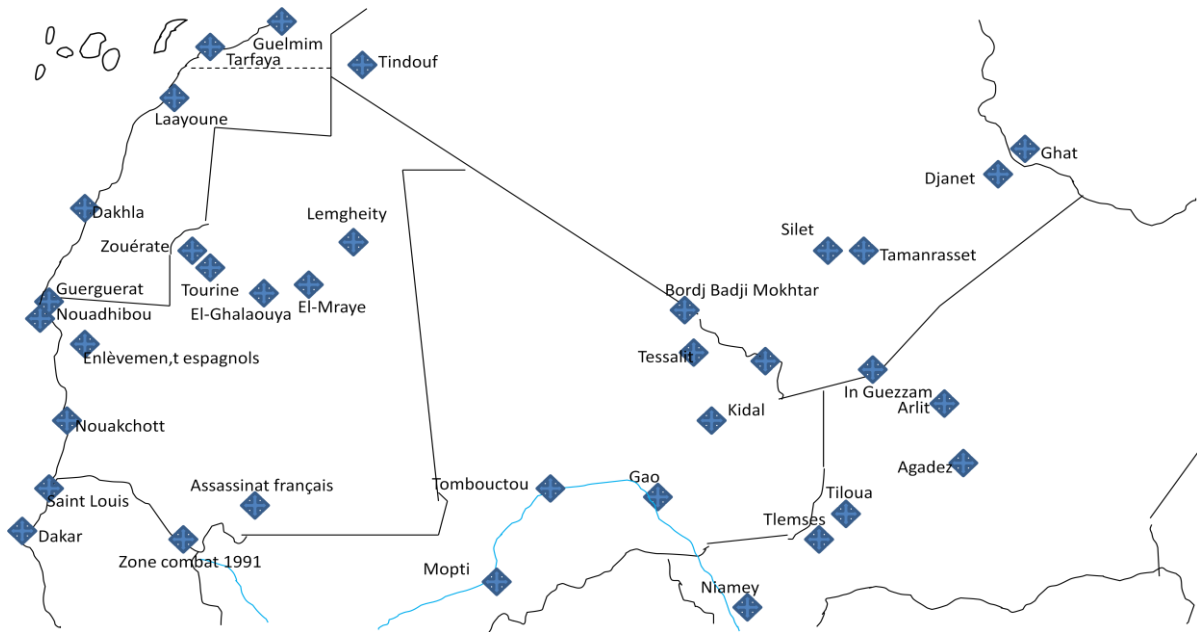 Guelmim
Tarfaya
Tindouf
Laayoune
Ghat
Djanet
Dakhla
Lemgheity
Silet
Zouérate
Tamanrasset
Guerguerat
Tourine
Bordj Badji Mokhtar
El-Mraye
Nouadhibou
El-Ghalaouya
Enlèvemen,t espagnols
Tessalit
In Guezzam
Arlit
Kidal
Nouakchott
Agadez
Gao
Assassinat français
Tombouctou
Tiloua
Saint Louis
Tlemses
Dakar
Zone combat 1991
Mopti
Niamey